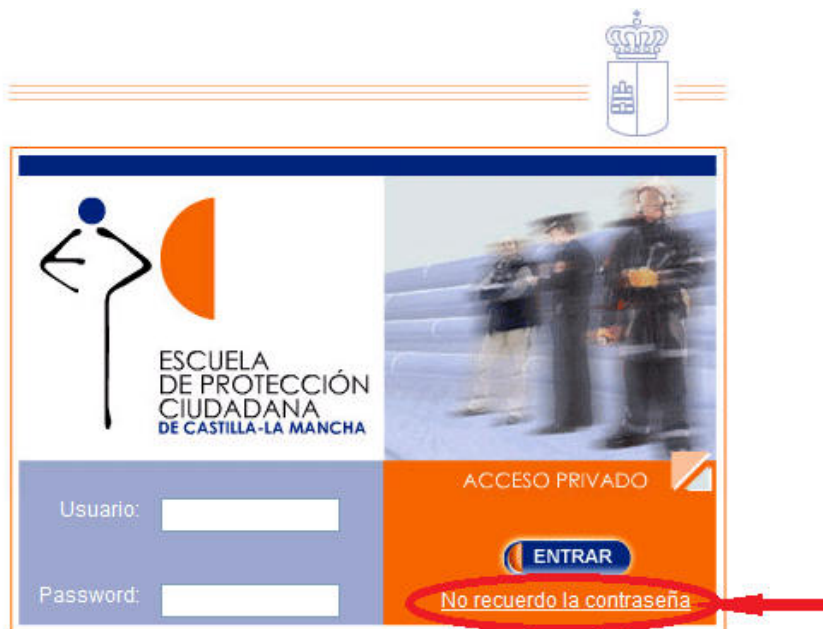 ESCUELA
DE PROTECCIÓN
CIUDADANA
DE CASTILLA-LA MANCHA
ACCESO PRIVADO
Usuario:
ENTRAR
Password:
No recuerdo la contraseña